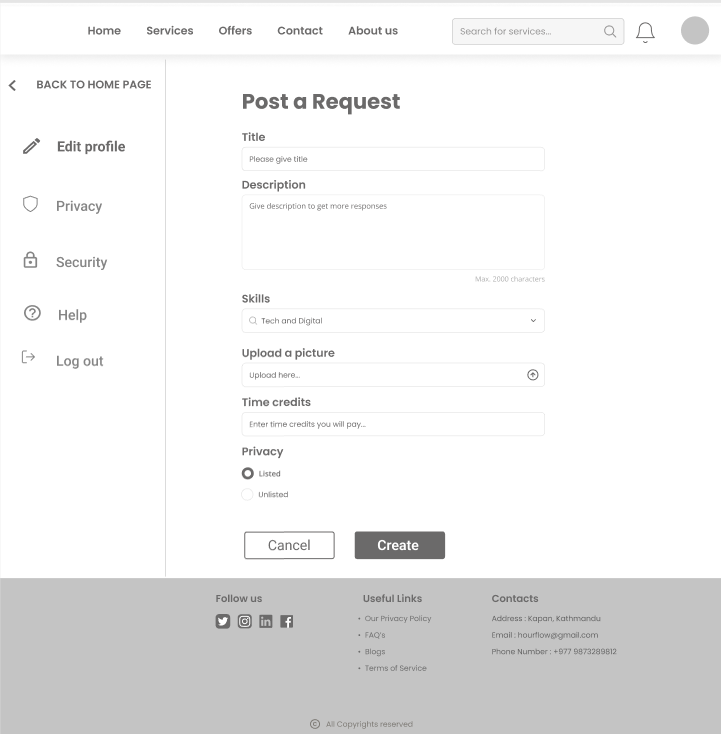 Home Services Offers Contact About us Search for services...
BACK TO HOME PAGE
Edit profile
Privacy
Security
Help
Log out
Post a Request
Title
Please give title
Description
Give description to get more responses
Max. 2000 characters
Skills
Tech and Digital
Upload a picture
Upload here...
Time credits
Enter time credits you will pay...
Privacy
Listed
Unlisted
Cancel Create
Follow us
Useful Links
• Our Privacy Policy
• FAQ's
• Blogs
• Terms of Service
Contacts
Address : Kapan, Kathmandu
Email : hourflow@gmail.com
Phone Number : +977 9873289812
© All Copyrights reserved